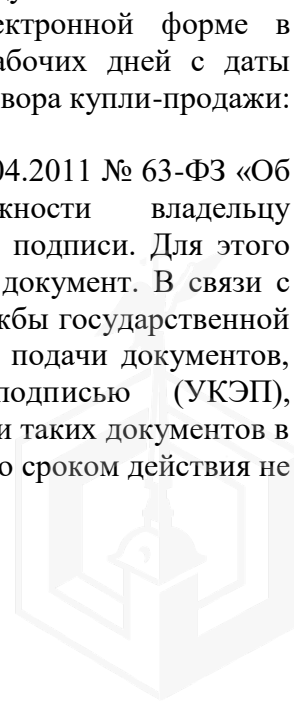 ектронной форме в
абочих дней с даты
вора купли-продажи:
04.2011 № 63-ФЗ «Об
жности владельцу
подписи. Для этого
документ. В связи с
жбы государственной
подачи документов,
подписью (УКЭП),
и таких документов в
о сроком действия не